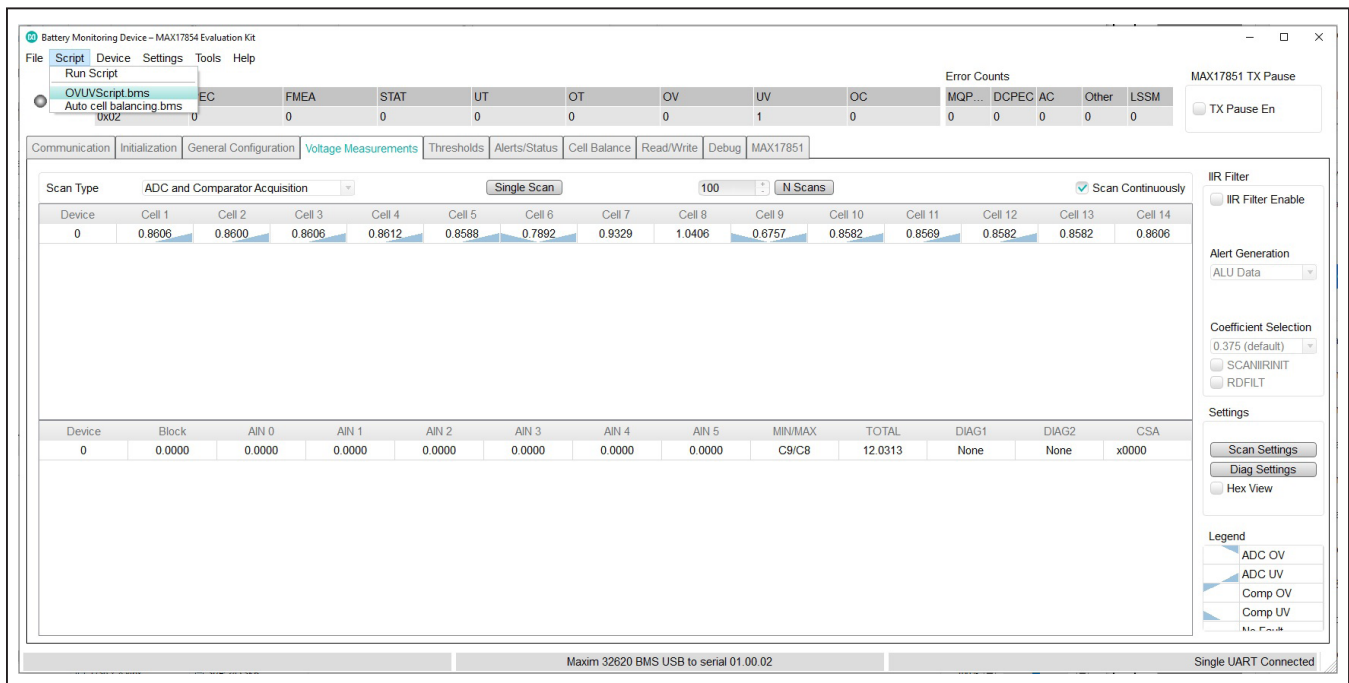 Battery Monitoring Device – MAX17854 Evaluation Kit
File Script Device Settings Tools Help
Run Script
OVUVScript.bms
Auto cell balancing.bms
Error Counts
MAX17851 TX Pause
EC FMEA STAT UT OT OV UV OC MQP... DCPEC AC Other LSSM
TX Pause En
0x02 0 0 0 0 0 0 1 0 0 0 0 0 0
Communication Initialization General Configuration Voltage Measurements Thresholds Alerts/Status Cell Balance Read/Write Debug MAX17851
Scan Type ADC and Comparator Acquisition Single Scan 100 N Scans Scan Continuously
Device Cell 1 Cell 2 Cell 3 Cell 4 Cell 5 Cell 6 Cell 7 Cell 8 Cell 9 Cell 10 Cell 11 Cell 12 Cell 13 Cell 14
0 0.8606 0.8600 0.8606 0.8612 0.8588 0.7892 0.9329 1.0406 0.6757 0.8582 0.8569 0.8582 0.8582 0.8606
Device Block AIN 0 AIN 1 AIN 2 AIN 3 AIN 4 AIN 5 MIN/MAX TOTAL DIAG1 DIAG2 CSA
0 0.0000 0.0000 0.0000 0.0000 0.0000 0.0000 0.0000 C9/C8 12.0313 None None x0000
IIR Filter
IIR Filter Enable
Alert Generation
ALU Data
Coefficient Selection
0.375 (default)
SCANIIRINIT
RDFILT
Settings
Scan Settings
Diag Settings
Hex View
Legend
ADC OV
ADC UV
Comp OV
Comp UV
No Fault
Maxim 32620 BMS USB to serial 01.00.02
Single UART Connected